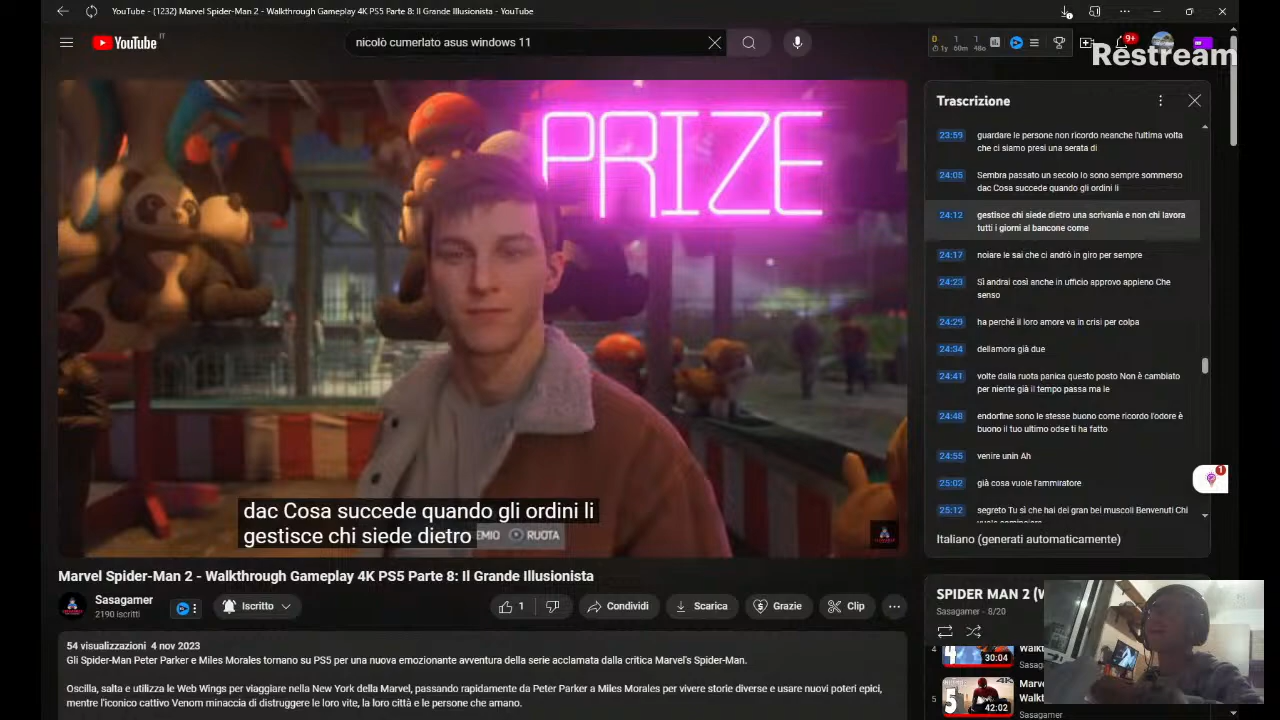 YouTube - (1232) Marvel Spider-Man 2 - Walkthrough Gameplay 4K PS5 Parte 8: Il Grande Illusionista - YouTube
YouTube IT
nicolò cumerlato asus windows 11
9+
Restream
PRIZE
dac Cosa succede quando gli ordini li
gestisce chi siede dietro
RUOTA
Trascrizione
23:59 guardare le persone non ricordo neanche l'ultima volta
che ci siamo presi una serata di
24:05 Sembra passato un secolo Io sono sempre sommerso
dac Cosa succede quando gli ordini li
24:12 gestisce chi siede dietro una scrivania e non chi lavora
tutti i giorni al bancone come
24:17 noiare le sai che ci andrò in giro per sempre
24:23 Sì andrai così anche in ufficio approvo appieno Che
senso
24:29 ha perché il loro amore va in crisi per colpa
24:34 dellamora già due
24:41 volte dalla ruota panica questo posto Non è cambiato
per niente già il tempo passa ma le
24:48 endorfine sono le stesse buono come ricordo l'odore è
buono il tuo ultimo odse ti ha fatto
24:55 venire unin Ah
25:02 già cosa vuole l'ammiratore
25:12 segreto Tu sì che hai dei gran bei muscoli Benvenuti Chi
Italiano (generati automaticamente)
1
Marvel Spider-Man 2 - Walkthrough Gameplay 4K PS5 Parte 8: Il Grande Illusionista
Sasagamer
2190 iscritti
Iscritto
1
Condividi
Scarica
Grazie
Clip
54 visualizzazioni 4 nov 2023
Gli Spider-Man Peter Parker e Miles Morales tornano su PS5 per una nuova emozionante avventura della serie acclamata dalla critica Marvel's Spider-Man.
Oscilla, salta e utilizza le Web Wings per viaggiare nella New York della Marvel, passando rapidamente da Peter Parker a Miles Morales per vivere storie diverse e usare nuovi poteri epici,
mentre l'iconico cattivo Venom minaccia di distruggere le loro vite, la loro città e le persone che amano.
SPIDER MAN 2 (W
Sasagamer - 8/20
4
30:04
5
42:02
Marv
Walkt
Sasag